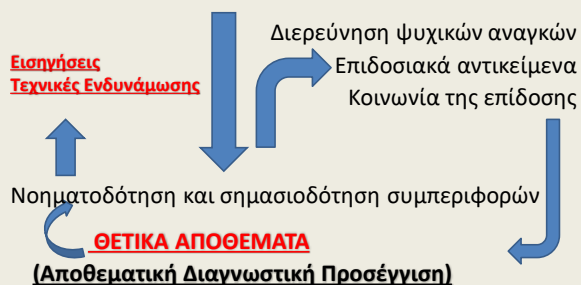 Διερεύνηση ψυχικών αναγκών
Εισηγήσεις
Επιδοσιακά αντικείμενα
Τεχνικές Ενδυνάμωσης
Κοινωνία της επίδοσης
Νοηματοδότηση και σημασιοδότηση συμπεριφορών
ΘΕΤΙΚΑ ΑΠΟΘΕΜΑΤΑ
(Αποθεματική Διαγνωστική Προσέγγιση)